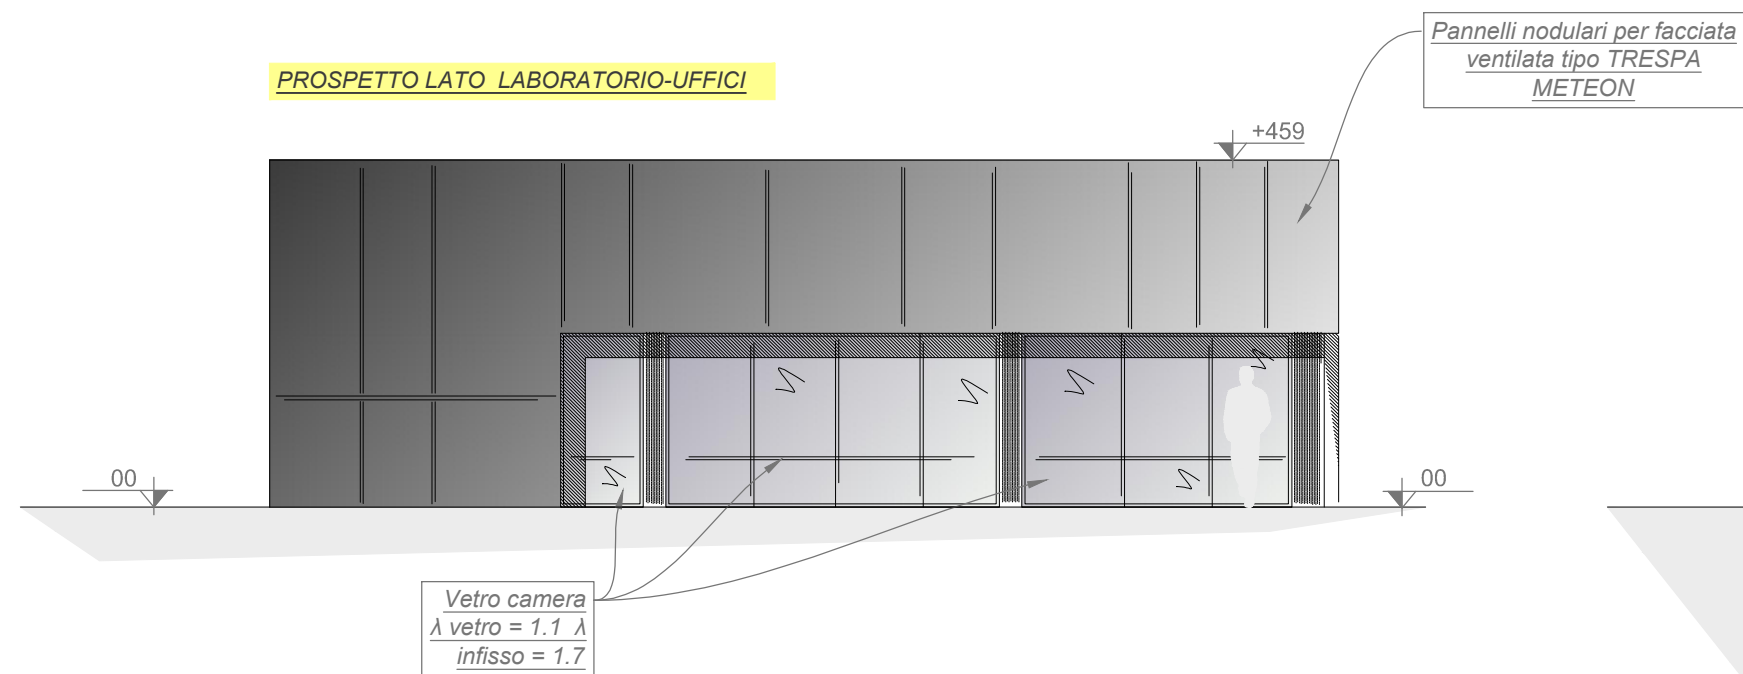 Pannelli nodulari per facciata
ventilata tipo TRESPA
METEON
PROSPETTO LATO LABORATORIO-UFFICI
+459
00
00
Vetro camera
λ vetro = 1.1 λ
infisso = 1.7